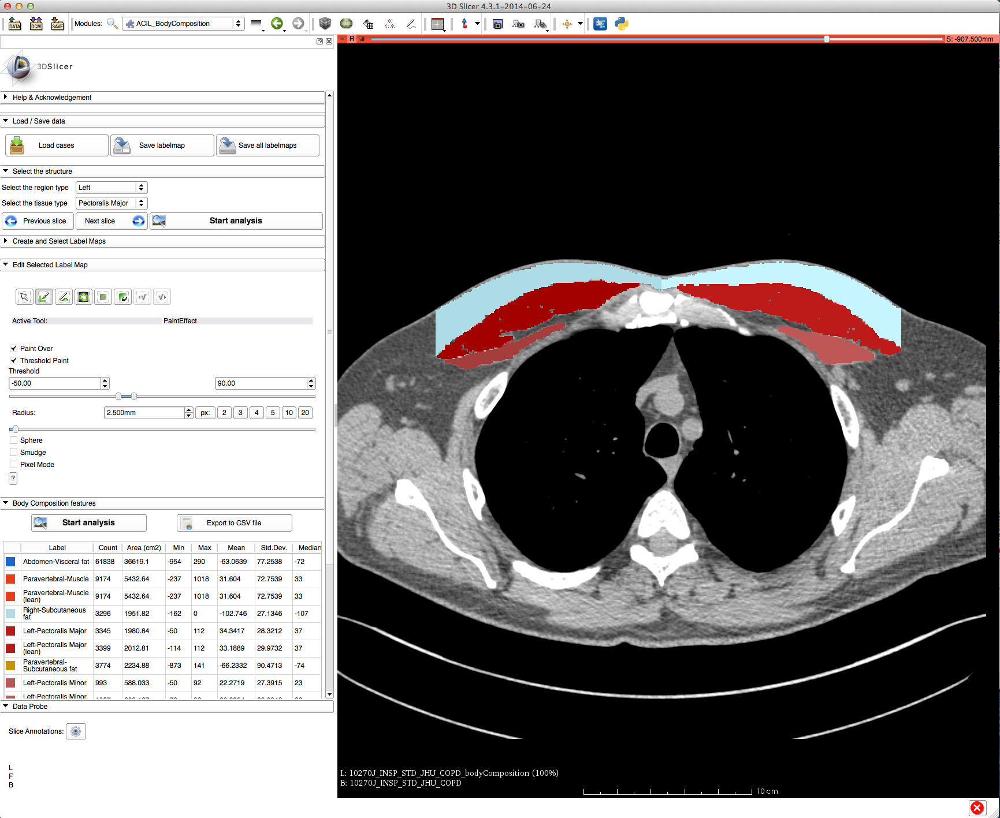 3D Slicer 4.3.1-2014-06-24
DATA DCM SAVE Modules: ACIL_BodyComposition
R S: -907.500mm
3DSlicer
Help & Acknowledgement
Load / Save data
Load cases Save labelmap Save all labelmaps
Select the structure
Select the region type Left
Select the tissue type Pectoralis Major
Previous slice Next slice Start analysis
Create and Select Label Maps
Edit Selected Label Map
Active Tool: PaintEffect
Paint Over
Threshold Paint
Threshold
-50.00 90.00
Radius: 2.500mm px: 2 3 4 5 10 20
Sphere
Smudge
Pixel Mode
?
Body Composition features
Start analysis Export to CSV file
Label Count Area (cm2) Min Max Mean Std.Dev. Median
Abdomen-Visceral fat 61838 36619.1 -954 290 -63.0639 77.2538 -72
Paravertebral-Muscle 9174 5432.64 -237 1018 31.604 72.7539 33
Paravertebral-Muscle
(lean) 9174 5432.64 -237 1018 31.604 72.7539 33
Right-Subcutaneous
fat 3296 1951.82 -162 0 -102.746 27.1346 -107
Left-Pectoralis Major 3345 1980.84 -50 112 34.3417 28.3212 37
Left-Pectoralis Major
(lean) 3399 2012.81 -114 112 33.1889 29.9732 37
Paravertebral-
Subcutaneous fat 3774 2234.88 -873 141 -66.2332 90.4713 -74
Left-Pectoralis Minor 993 588.033 -50 92 22.2719 27.3915 23
Left-Pectoralis Minor
Data Probe
Slice Annotations:
L
F
B
L: 10270J_INSP_STD_JHU_COPD_bodyComposition (100%)
B: 10270J_INSP_STD_JHU_COPD
10 cm